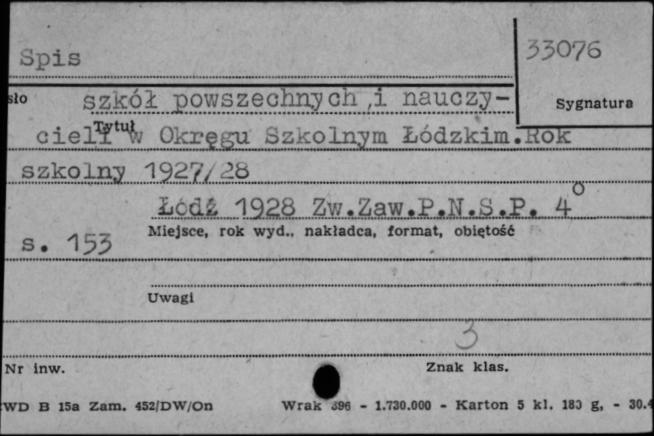 Spis
33076
sło
szkół powszechnych,i nauczy-
Sygnatura
Tytuł
cieli w Okręgu Szkolnym Łódzkim.Rok
szkolny 1927/28
Łódź 1928 Zw.Zaw.P.N.S.P. 4°
s. 153
Miejsce, rok wyd., nakładca, format, objętość
Uwagi
3
Nr inw.
Znak klas.
WD B 15a Zam. 452/DW/On Wrak 396 - 1.730.000 - Karton 5 kl. 180 g. - 30.4